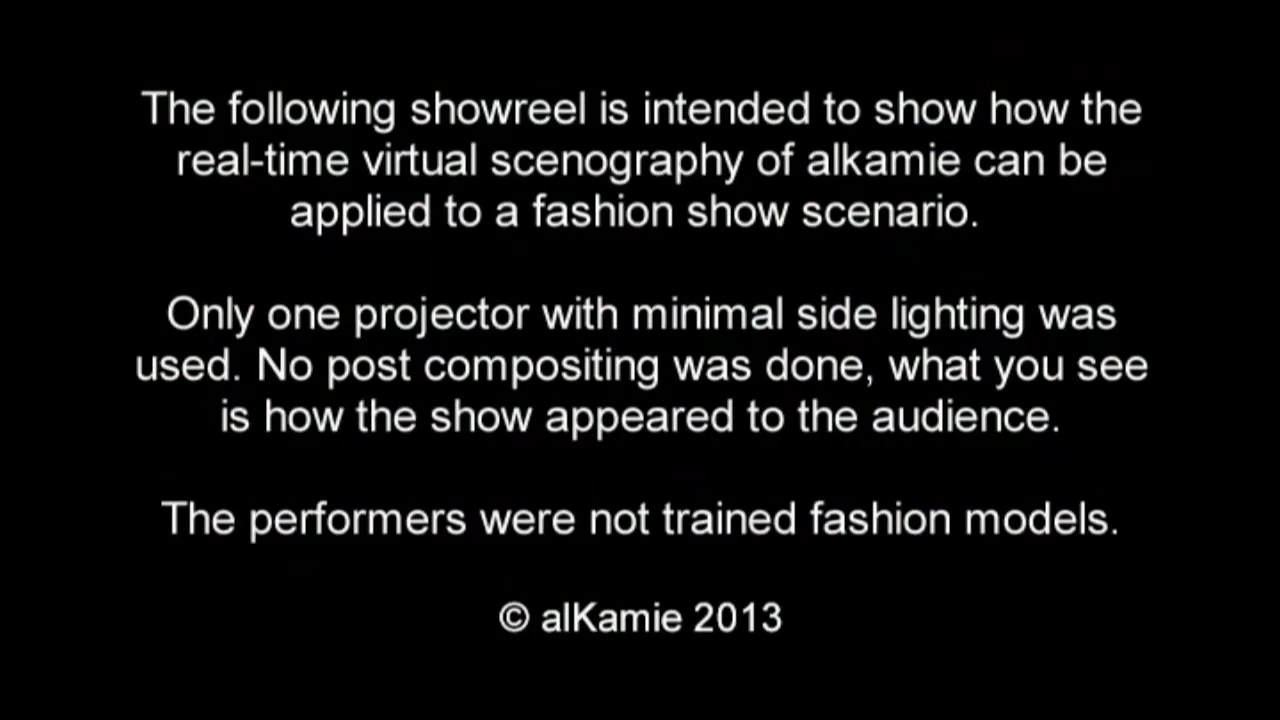 The following showreel is intended to show how the
real-time virtual scenography of alkamie can be
applied to a fashion show scenario.
Only one projector with minimal side lighting was
used. No post compositing was done, what you see
is how the show appeared to the audience.
The performers were not trained fashion models.
© alKamie 2013